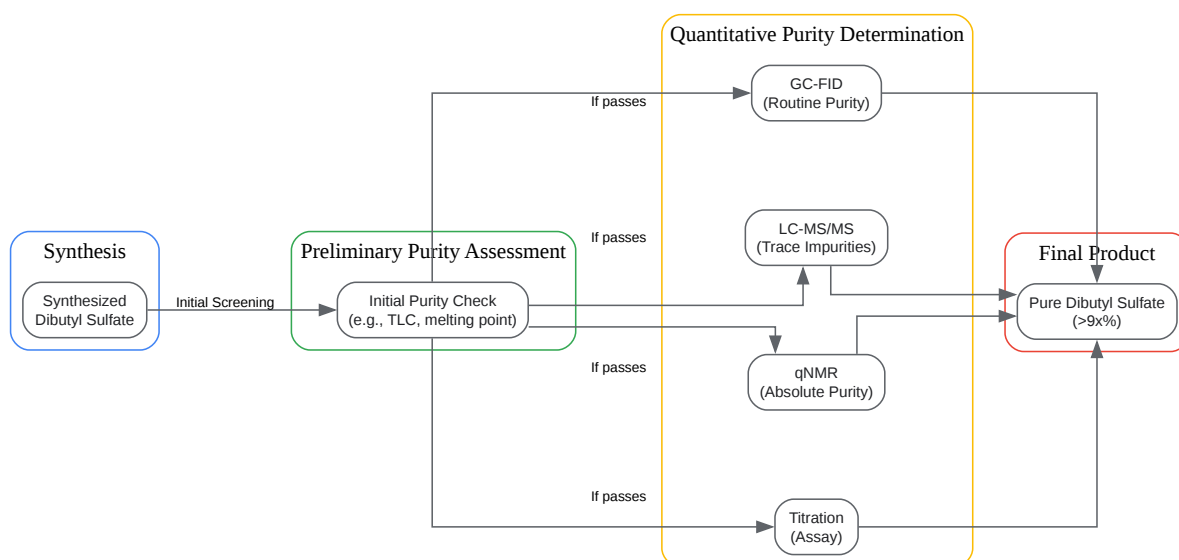 Quantitative Purity Determination
GC-FID
(Routine Purity)
If passes
LC-MS/MS
(Trace Impurities)
If passes
Synthesis
Preliminary Purity Assessment
Final Product
Synthesized
Dibutyl Sulfate
Initial Screening
Initial Purity Check
(e.g., TLC, melting point)
Pure Dibutyl Sulfate
(>9x%)
If passes
qNMR
(Absolute Purity)
If passes
Titration
(Assay)